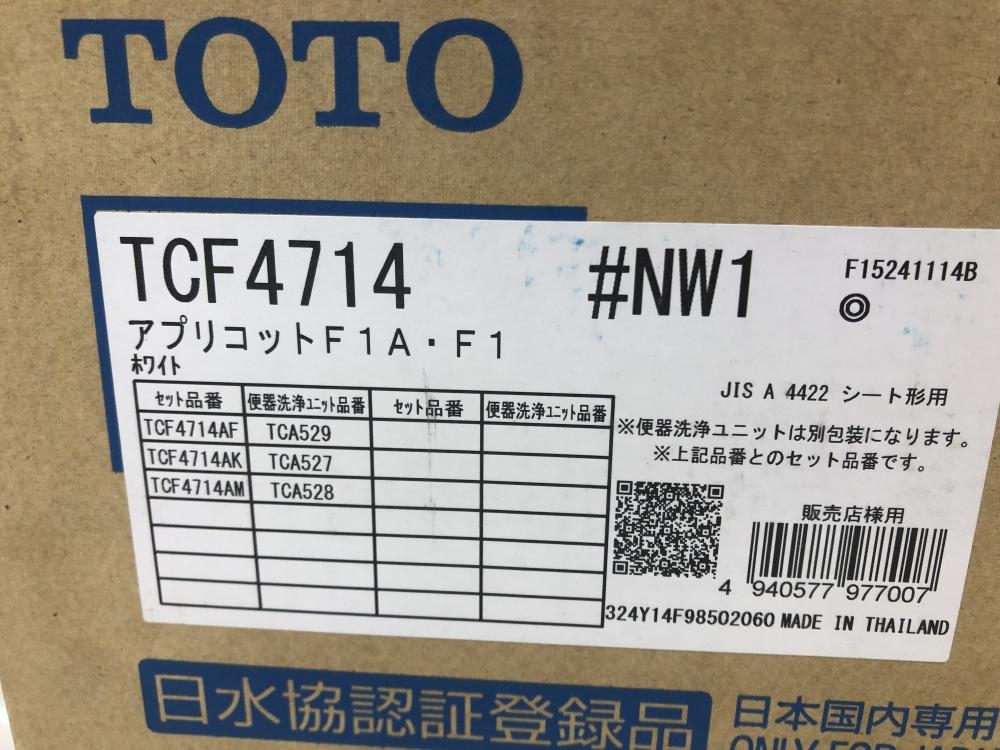 TOTO
TCF4714 #NW1 F15241114B
◎
アプリコットF1A・F1
ホワイト
JIS A 4422 シート形用
セット品番 便器洗浄ユニット品番 セット品番 便器洗浄ユニット品番
TCF4714AF TCA529
TCF4714AK TCA527
TCF4714AM TCA528
※便器洗浄ユニットは別包装になります。
※上記品番とのセット品番です。
販売店様用
4 940577 977007
324Y14F98502060 MADE IN THAILAND
日水協認証登録品
日本国内専用